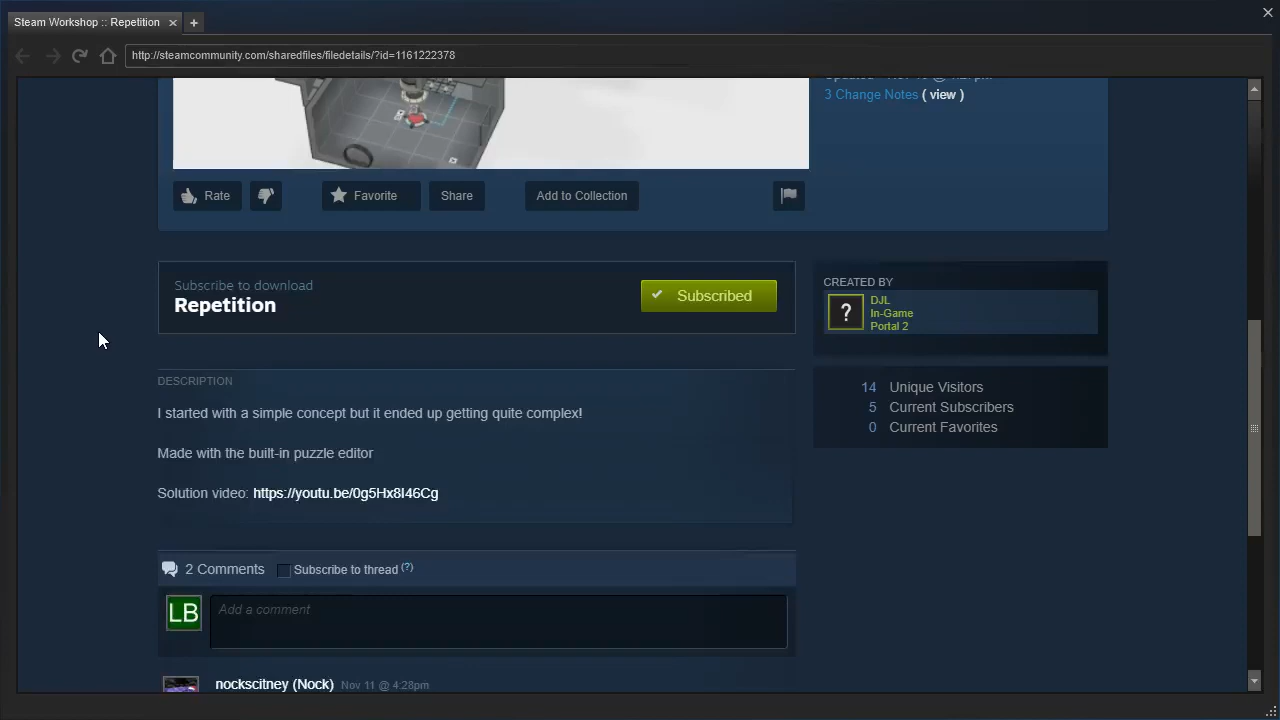 Steam Workshop :: Repetition
http://steamcommunity.com/sharedfiles/filedetails/?id=1161222378
3 Change Notes ( view )
Rate
Favorite
Share
Add to Collection
Subscribe to download
Repetition
Subscribed
CREATED BY
?
DJL
In-Game
Portal 2
14 Unique Visitors
5 Current Subscribers
0 Current Favorites
DESCRIPTION
I started with a simple concept but it ended up getting quite complex!
Made with the built-in puzzle editor
Solution video: https://youtu.be/0g5Hx8I46Cg
2 Comments Subscribe to thread (?)
LB
Add a comment
nockscitney (Nock) Nov 11 @ 4:28pm